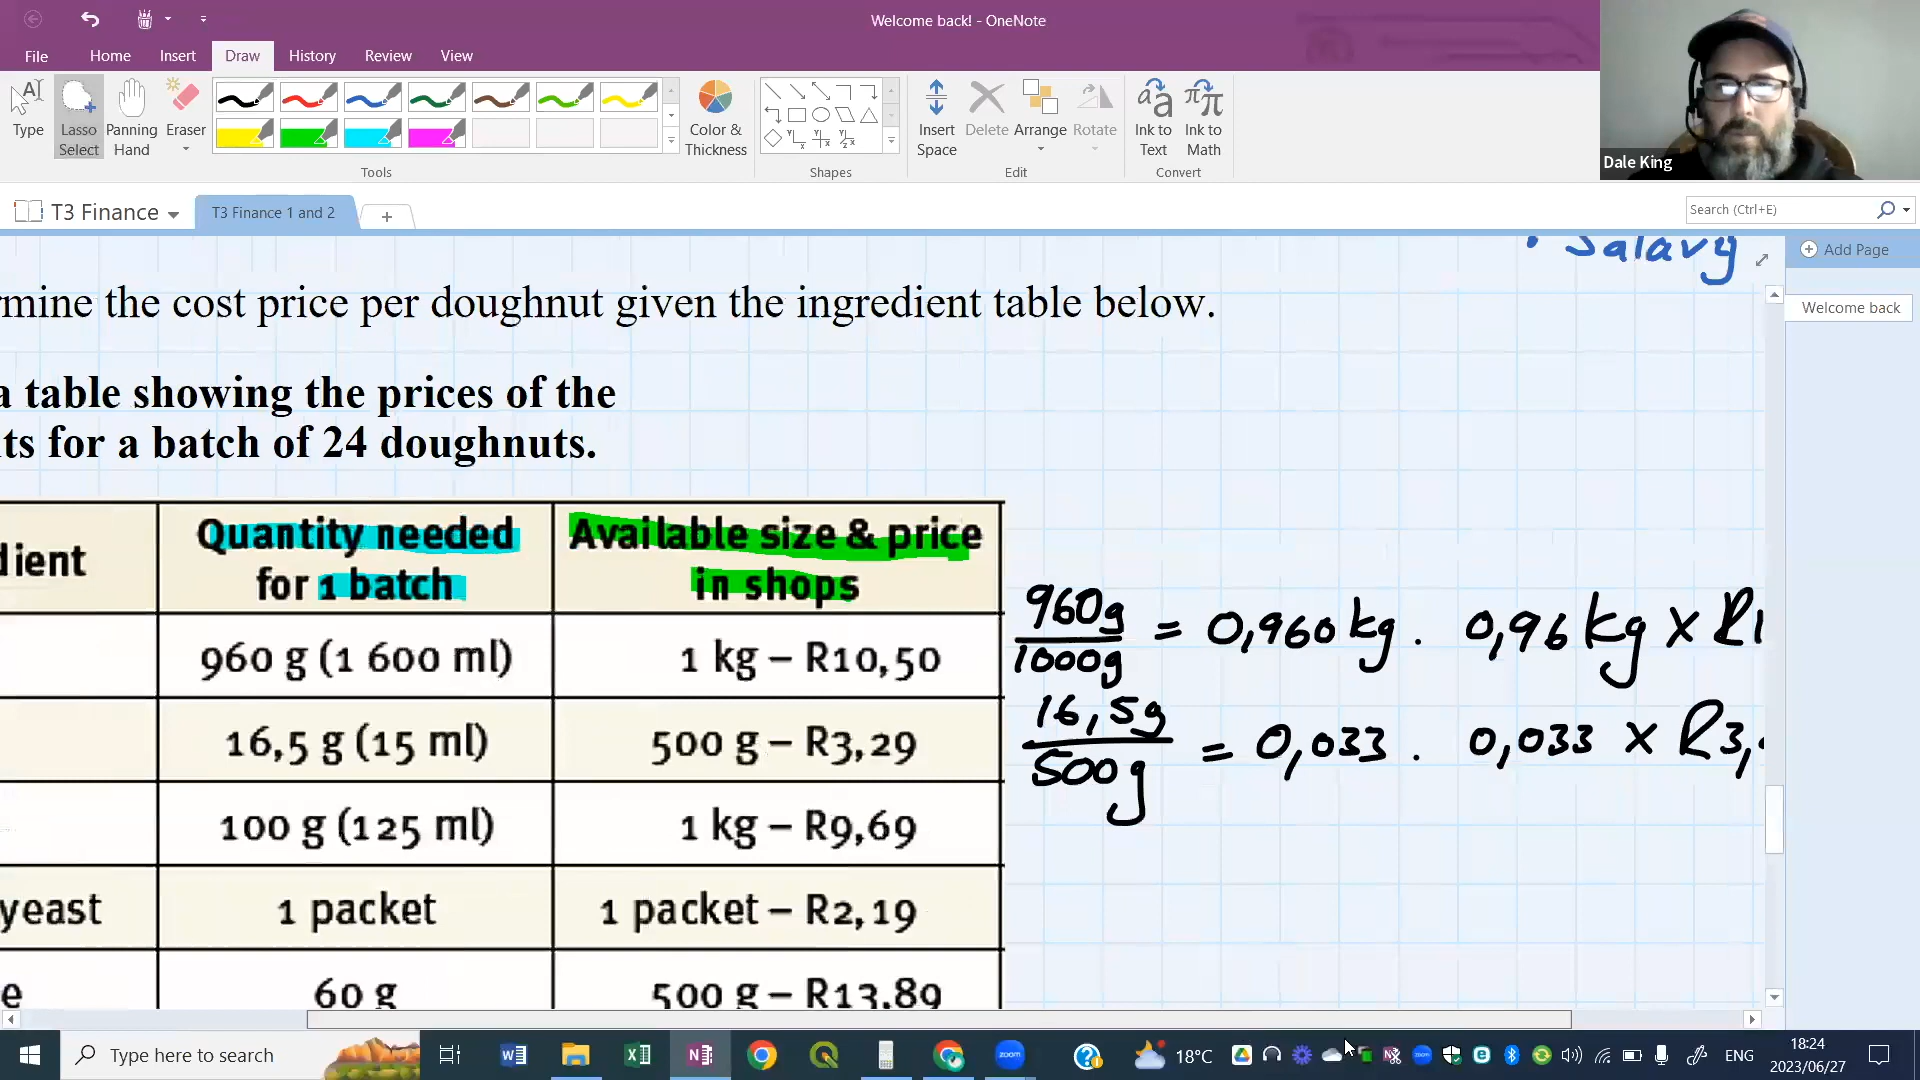 Welcome back! - OneNote
File Home Insert Draw History Review View
Type
Lasso Select
Panning Hand
Eraser
Color & Thickness
Insert Space
Delete
Arrange
Rotate
Ink to Text
Ink to Math
Tools
Shapes
Edit
Convert
Dale King
T3 Finance
T3 Finance 1 and 2
Search (Ctrl+E)
Add Page
Welcome back
• Salary
mine the cost price per doughnut given the ingredient table below.
a table showing the prices of the
ts for a batch of 24 doughnuts.
dient
Quantity needed for 1 batch
Available size & price in shops
960 g (1 600 ml) 1 kg – R10,50
960g/1000g = 0,960 kg . 0,96 kg × R1
16,5 g (15 ml) 500 g – R3,29
16,5g/500g = 0,033 . 0,033 × R3,
100 g (125 ml) 1 kg – R9,69
yeast 1 packet 1 packet – R2,19
e 60 g 500 g – R13,89
Type here to search
zoom
18°C
ENG
18:24
2023/06/27